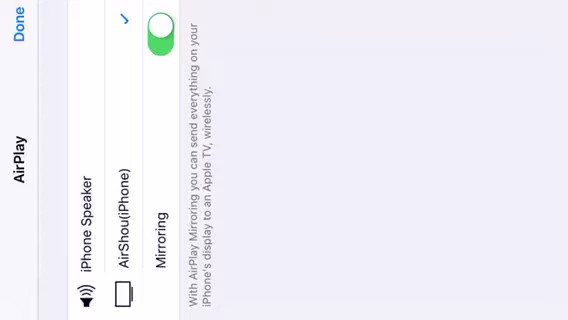 AirPlay
Done
iPhone Speaker
AirShou(iPhone)
Mirroring
With AirPlay Mirroring you can send everything on your
iPhone's display to an Apple TV, wirelessly.